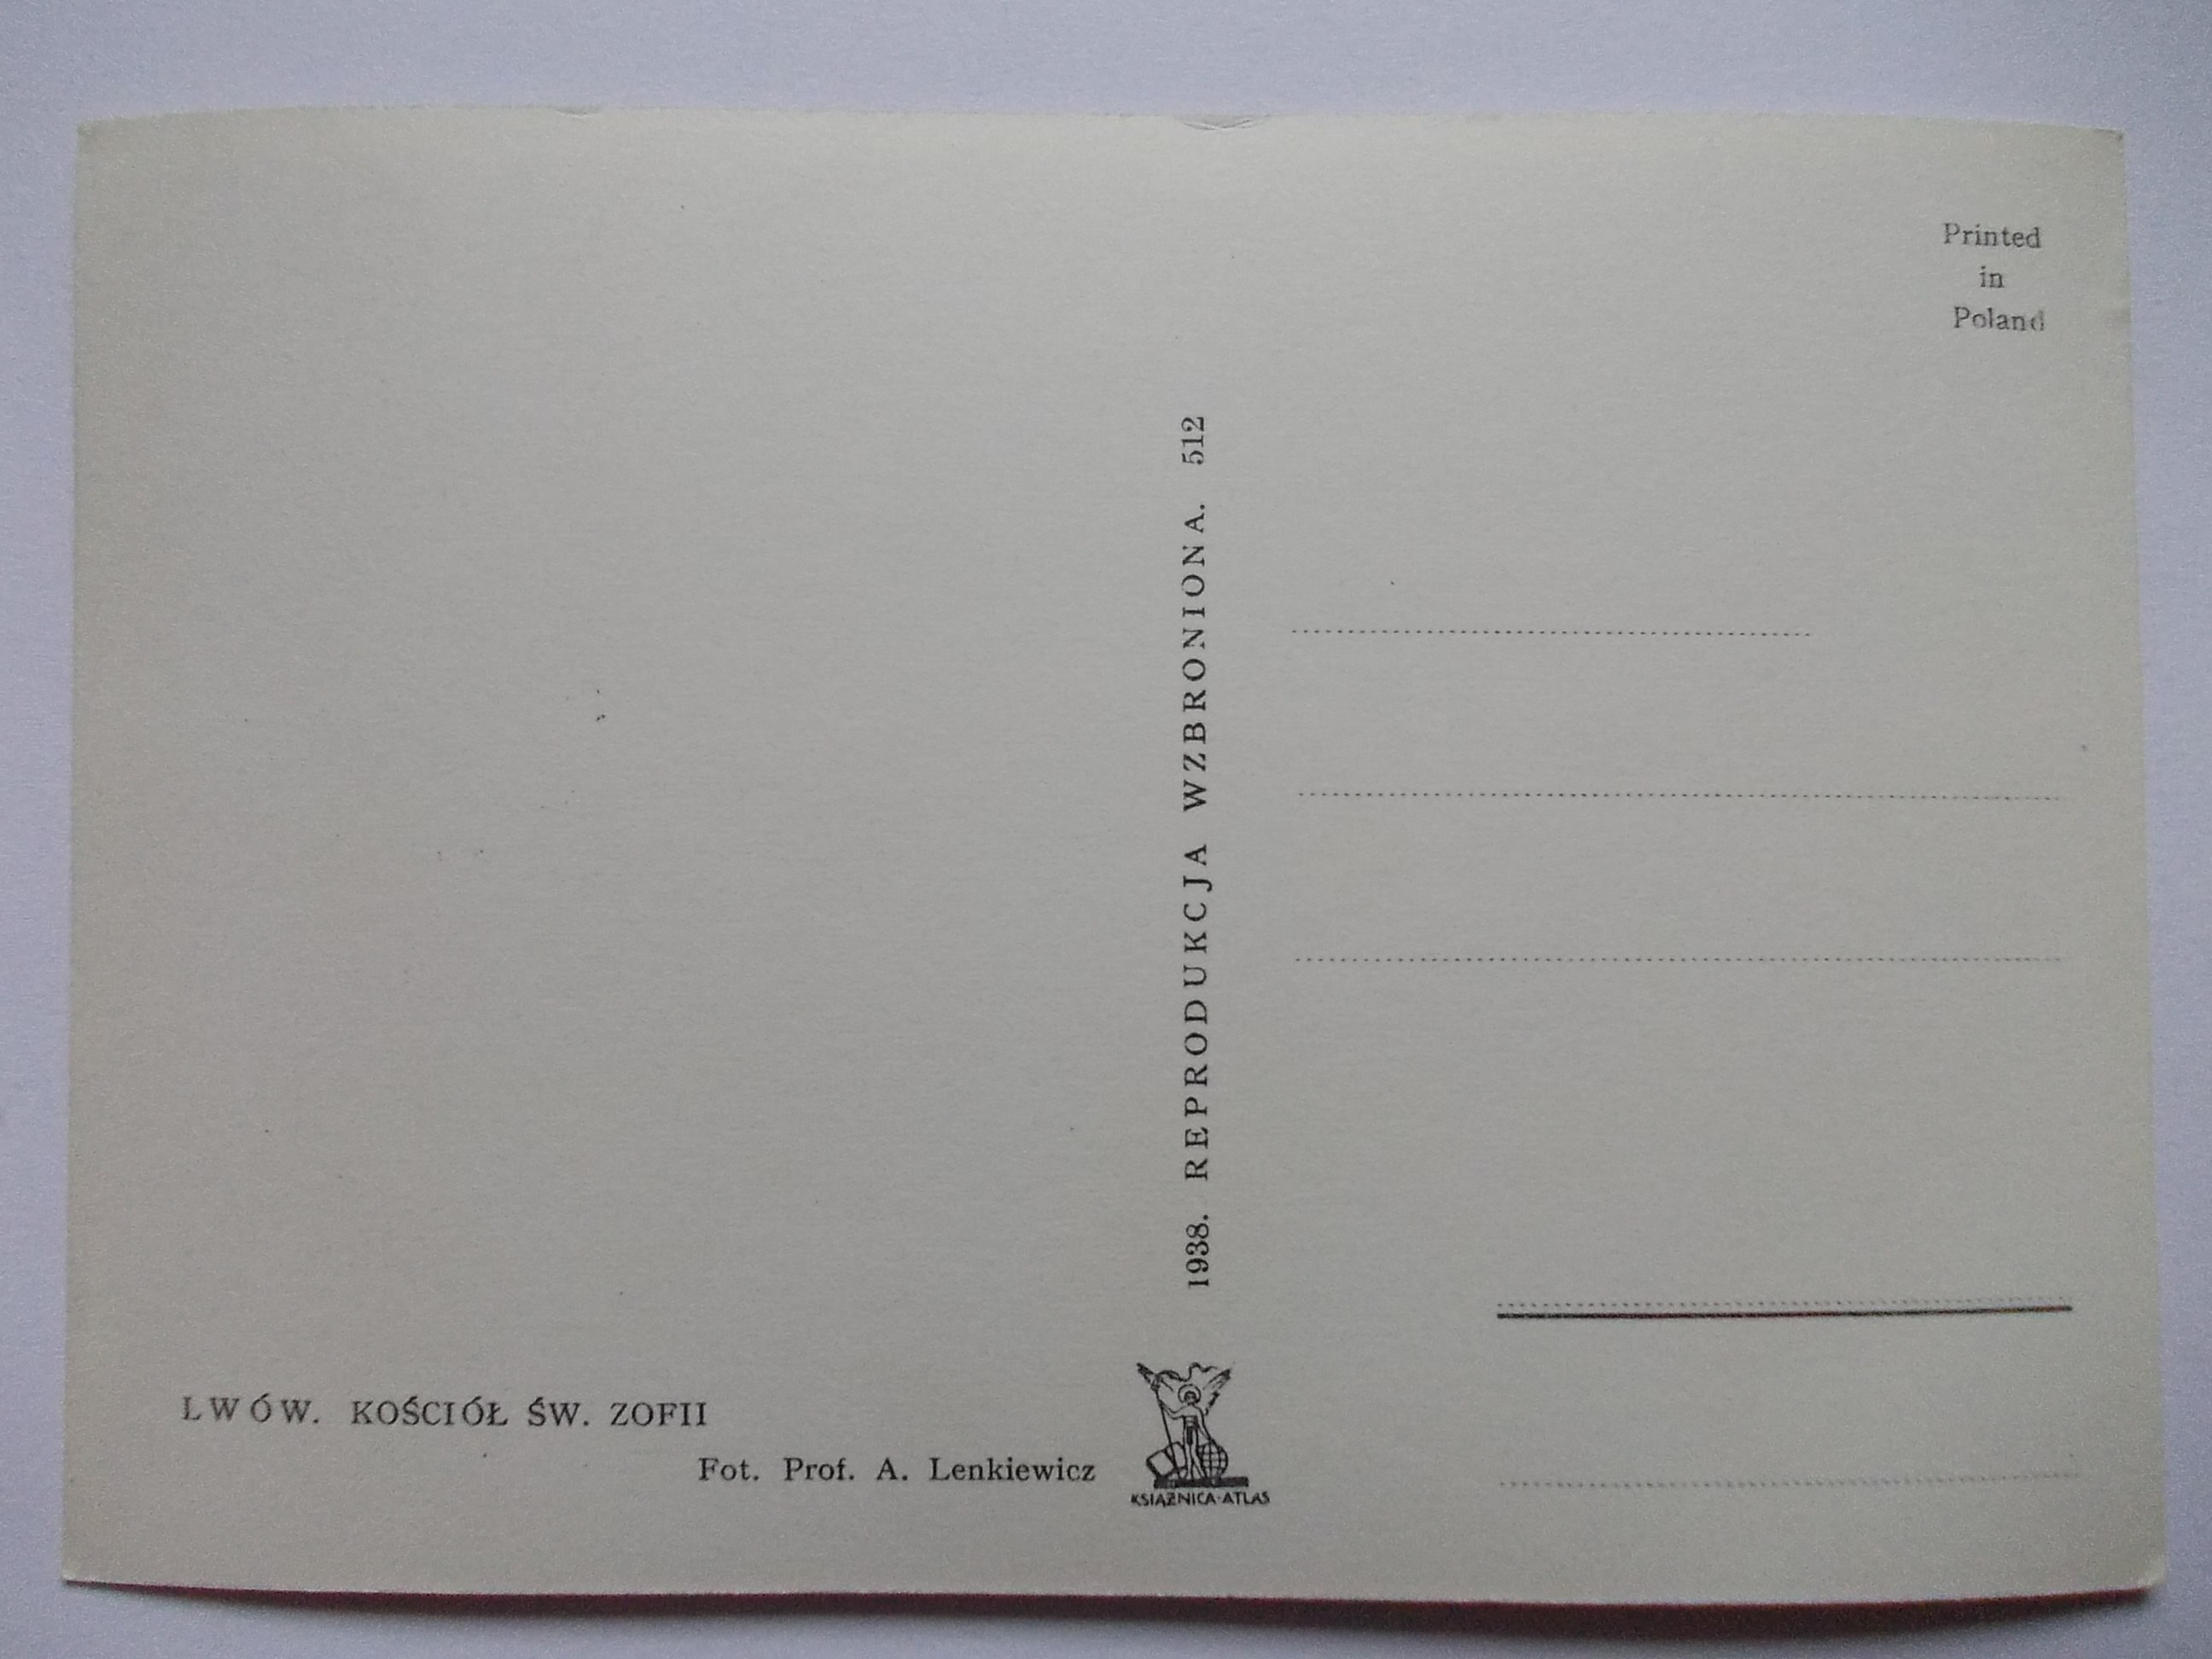 LWÓW. KOŚCIÓŁ ŚW. ZOFII
Fot. Prof. A. Lenkiewicz
1938. REPRODUKCJA WZBRONIONA. 512
KSIĄŻNICA-ATLAS
Printed
in
Poland